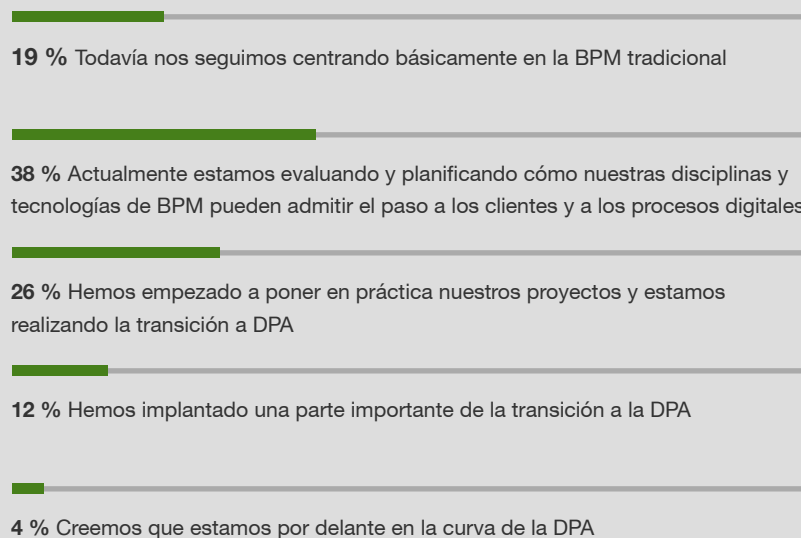 19 % Todavía nos seguimos centrando básicamente en la BPM tradicional
38 % Actualmente estamos evaluando y planificando cómo nuestras disciplinas y
tecnologías de BPM pueden admitir el paso a los clientes y a los procesos digitales
26 % Hemos empezado a poner en práctica nuestros proyectos y estamos
realizando la transición a DPA
12 % Hemos implantado una parte importante de la transición a la DPA
4 % Creemos que estamos por delante en la curva de la DPA